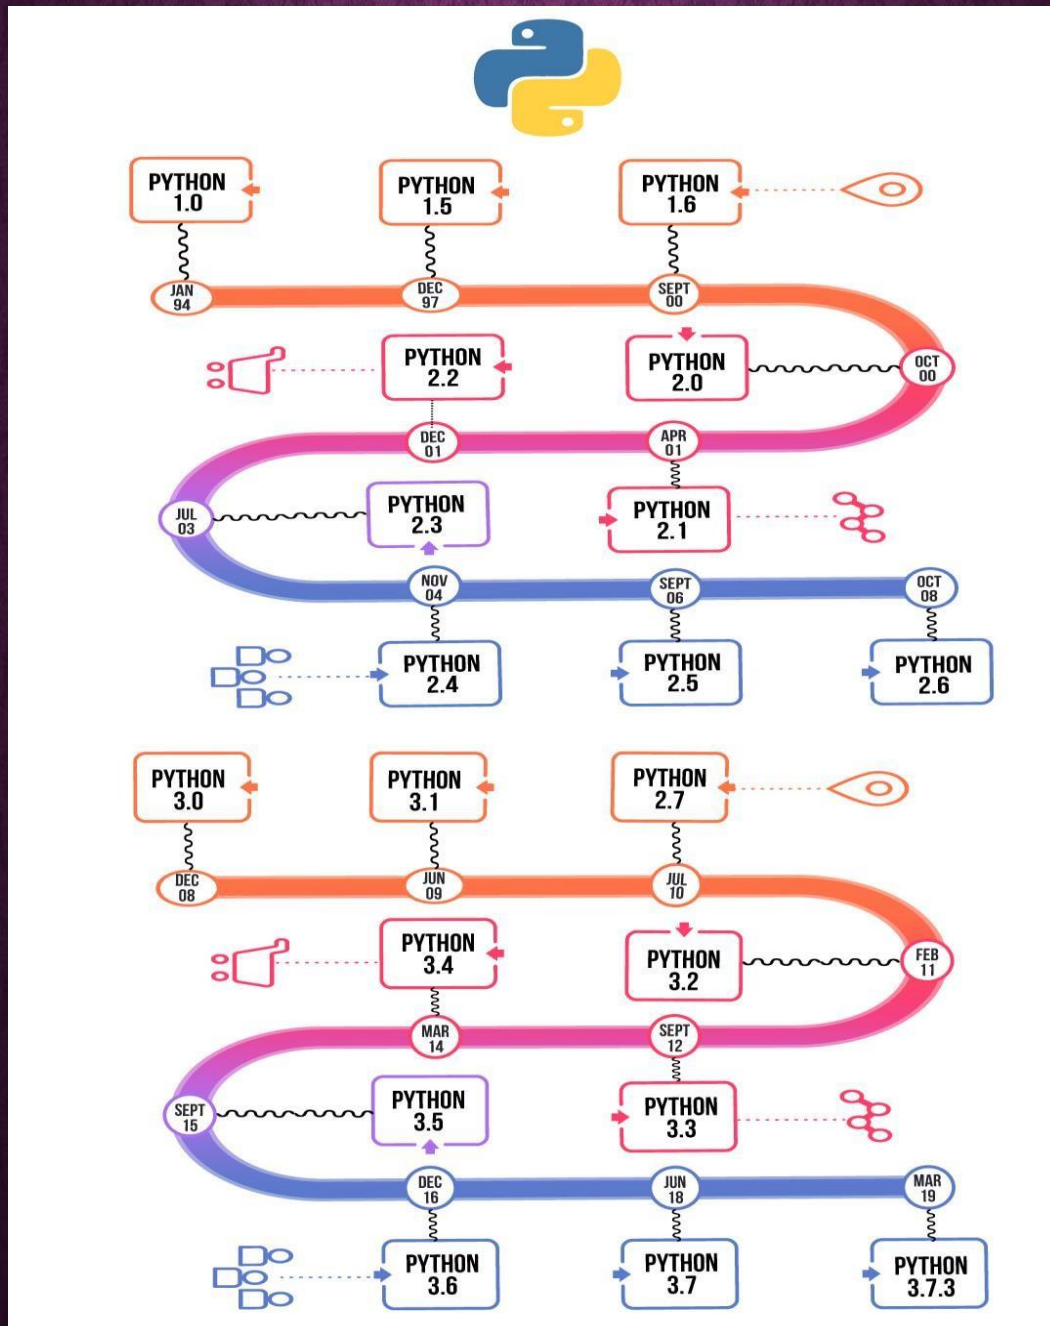 PYTHON
1.0
PYTHON
1.5
PYTHON
1.6
JAN
94
DEC
97
SEPT
00
PYTHON
2.2
PYTHON
2.0
OCT
00
DEC
01
APR
01
JUL
03
PYTHON
2.3
PYTHON
2.1
NOV
04
SEPT
06
OCT
08
PYTHON
2.4
PYTHON
2.5
PYTHON
2.6
PYTHON
3.0
PYTHON
3.1
PYTHON
2.7
DEC
08
JUN
09
JUL
10
PYTHON
3.4
PYTHON
3.2
FEB
11
MAR
14
SEPT
12
SEPT
15
PYTHON
3.5
PYTHON
3.3
DEC
16
JUN
18
MAR
19
PYTHON
3.6
PYTHON
3.7
PYTHON
3.7.3